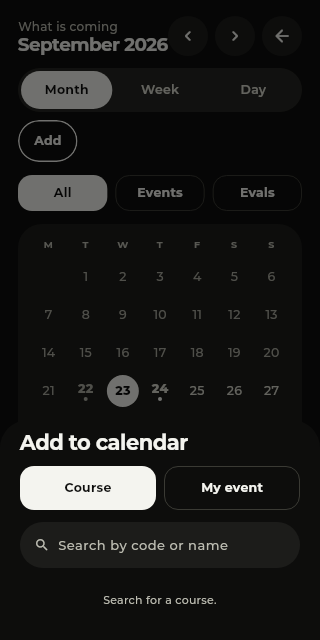 What is coming
September 2026
Month Week Day
Add
All Events Evals
M T W T F S S
1 2 3 4 5 6
7 8 9 10 11 12 13
14 15 16 17 18 19 20
21 22 23 24 25 26 27
Add to calendar
Course My event
Search by code or name
Search for a course.